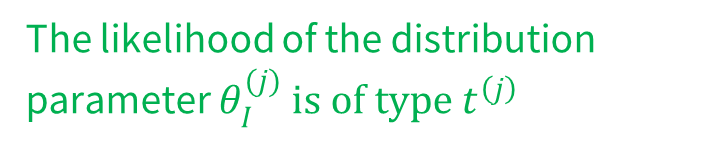 The likelihood of the distribution
parameter θ_I^{(j)} is of type t^{(j)}